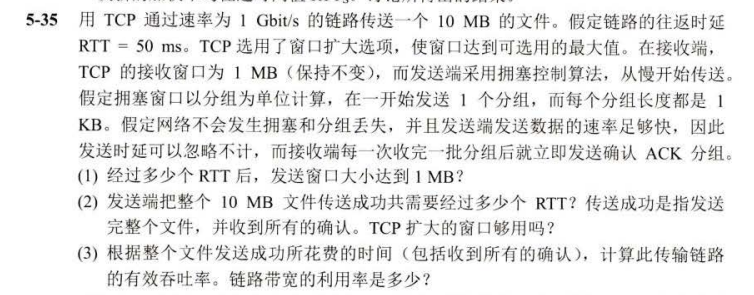 5-35 用 TCP 通过速率为 1 Gbit/s 的链路传送一个 10 MB 的文件。假定链路的往返时延
RTT = 50 ms。TCP 选用了窗口扩大选项，使窗口达到可选用的最大值。在接收端，
TCP 的接收窗口为 1 MB（保持不变），而发送端采用拥塞控制算法，从慢开始传送。
假定拥塞窗口以分组为单位计算，在一开始发送 1 个分组，而每个分组长度都是 1
KB。假定网络不会发生拥塞和分组丢失，并且发送端发送数据的速率足够快，因此
发送时延可以忽略不计，而接收端每一次收完一批分组后就立即发送确认 ACK 分组。
(1) 经过多少个 RTT 后，发送窗口大小达到 1 MB？
(2) 发送端把整个 10 MB 文件传送成功共需要经过多少个 RTT？传送成功是指发送
完整个文件，并收到所有的确认。TCP 扩大的窗口够用吗？
(3) 根据整个文件发送成功所花费的时间（包括收到所有的确认），计算此传输链路
的有效吞吐率。链路带宽的利用率是多少？